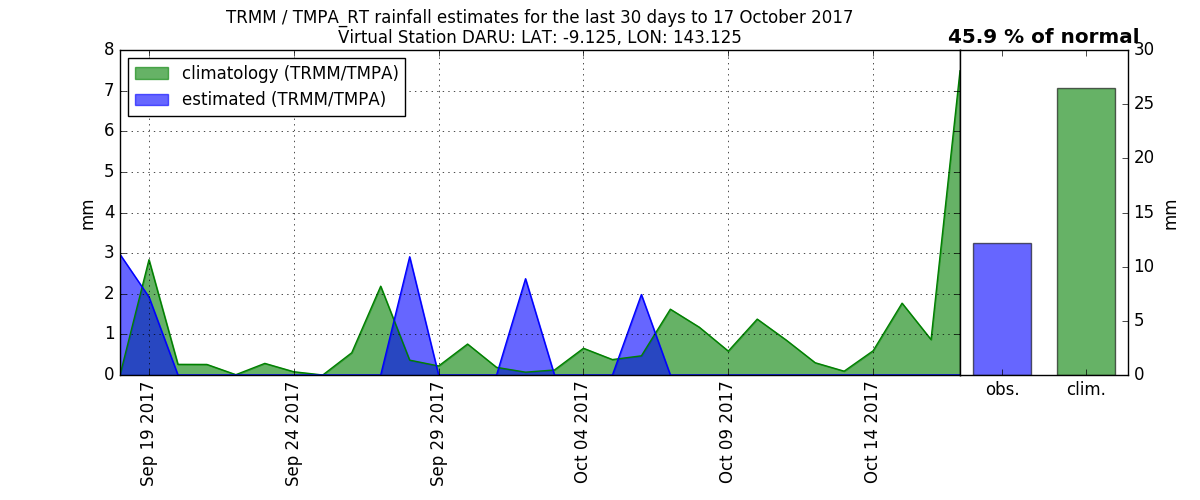 TRMM / TMPA_RT rainfall estimates for the last 30 days to 17 October 2017
Virtual Station DARU: LAT: -9.125, LON: 143.125
45.9 % of normal
climatology (TRMM/TMPA)
estimated (TRMM/TMPA)
mm
8
7
6
5
4
3
2
1
0
Sep 19 2017
Sep 24 2017
Sep 29 2017
Oct 04 2017
Oct 09 2017
Oct 14 2017
obs.
clim.
30
25
20
15
10
5
0
mm